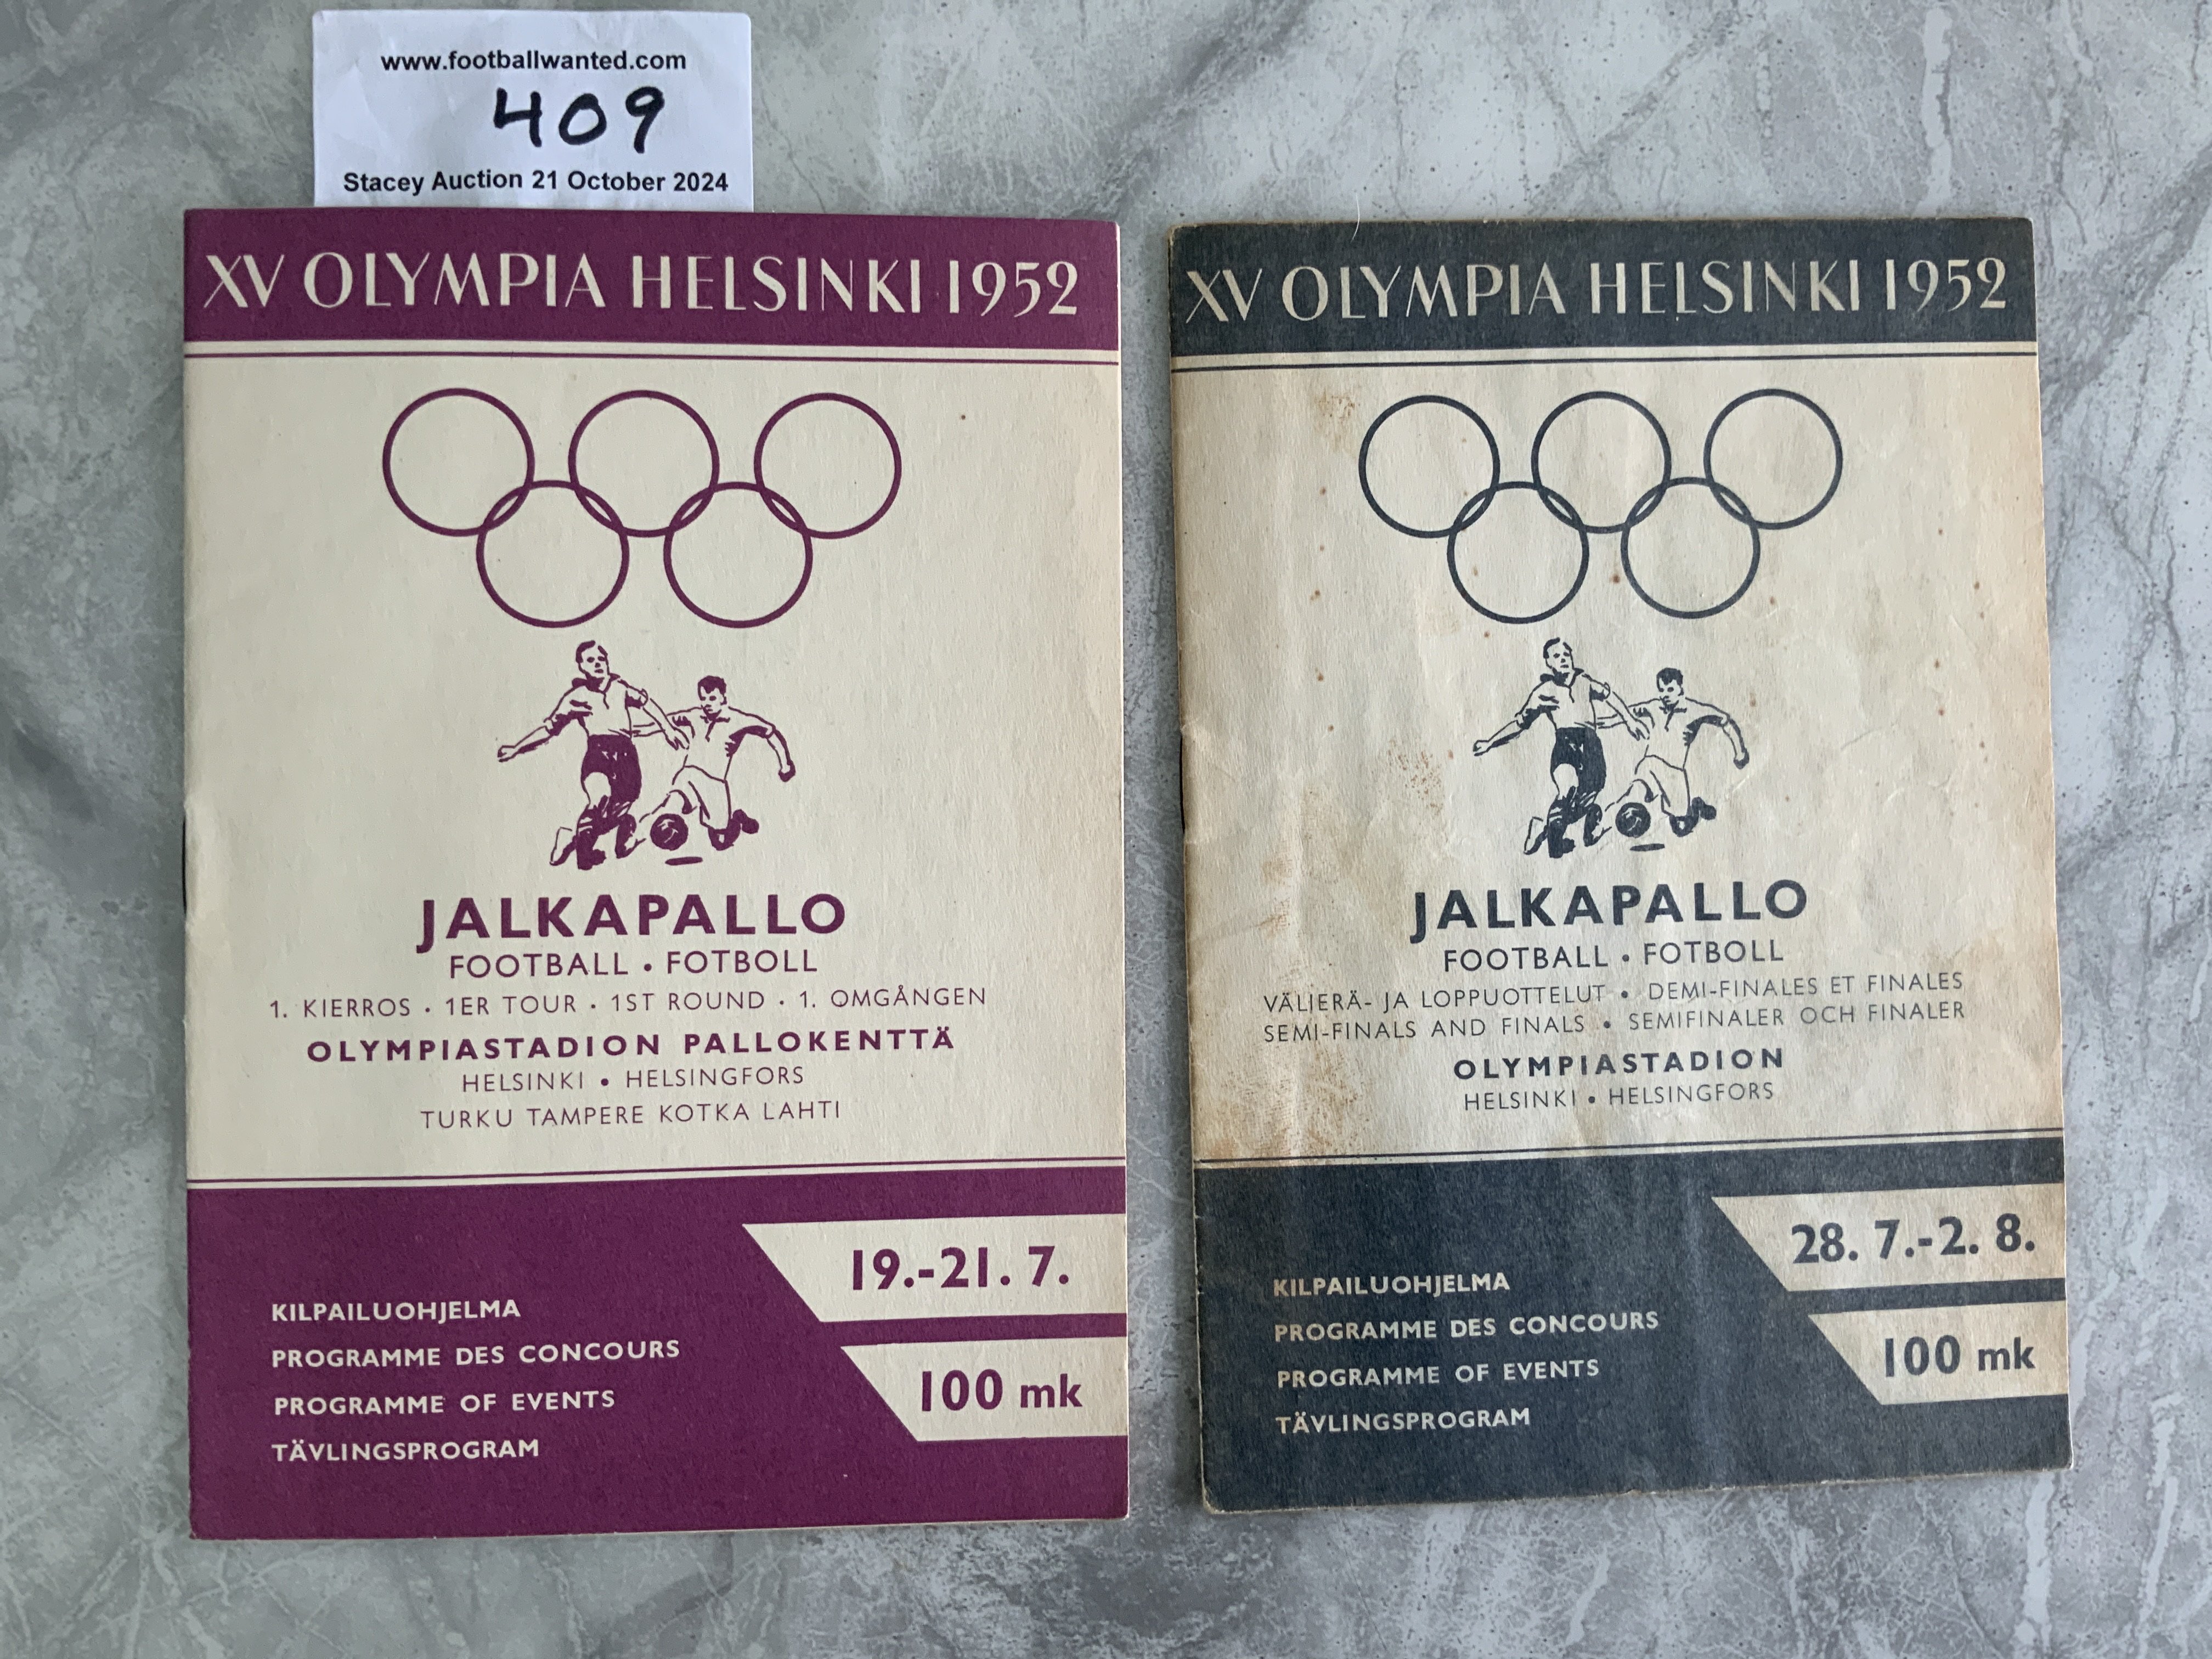 www.footballwanted.com
409
Stacey Auction 21 October 2024
XV OLYMPIA HELSINKI 1952
JALKAPALLO
FOOTBALL • FOTBOLL
1. KIERROS • 1ER TOUR • 1ST ROUND • 1. OMGÅNGEN
OLYMPIASTADION PALLOKENTTÄ
HELSINKI • HELSINGFORS
TURKU TAMPERE KOTKA LAHTI
19.-21. 7.
100 mk
KILPAILUOHJELMA
PROGRAMME DES CONCOURS
PROGRAMME OF EVENTS
TÄVLINGSPROGRAM
XV OLYMPIA HELSINKI 1952
JALKAPALLO
FOOTBALL • FOTBOLL
VÄLIERÄ- JA LOPPUOTTELUT • DEMI-FINALES ET FINALES
SEMI-FINALS AND FINALS • SEMIFINALER OCH FINALER
OLYMPIASTADION
HELSINKI • HELSINGFORS
28. 7.-2. 8.
100 mk
KILPAILUOHJELMA
PROGRAMME DES CONCOURS
PROGRAMME OF EVENTS
TÄVLINGSPROGRAM